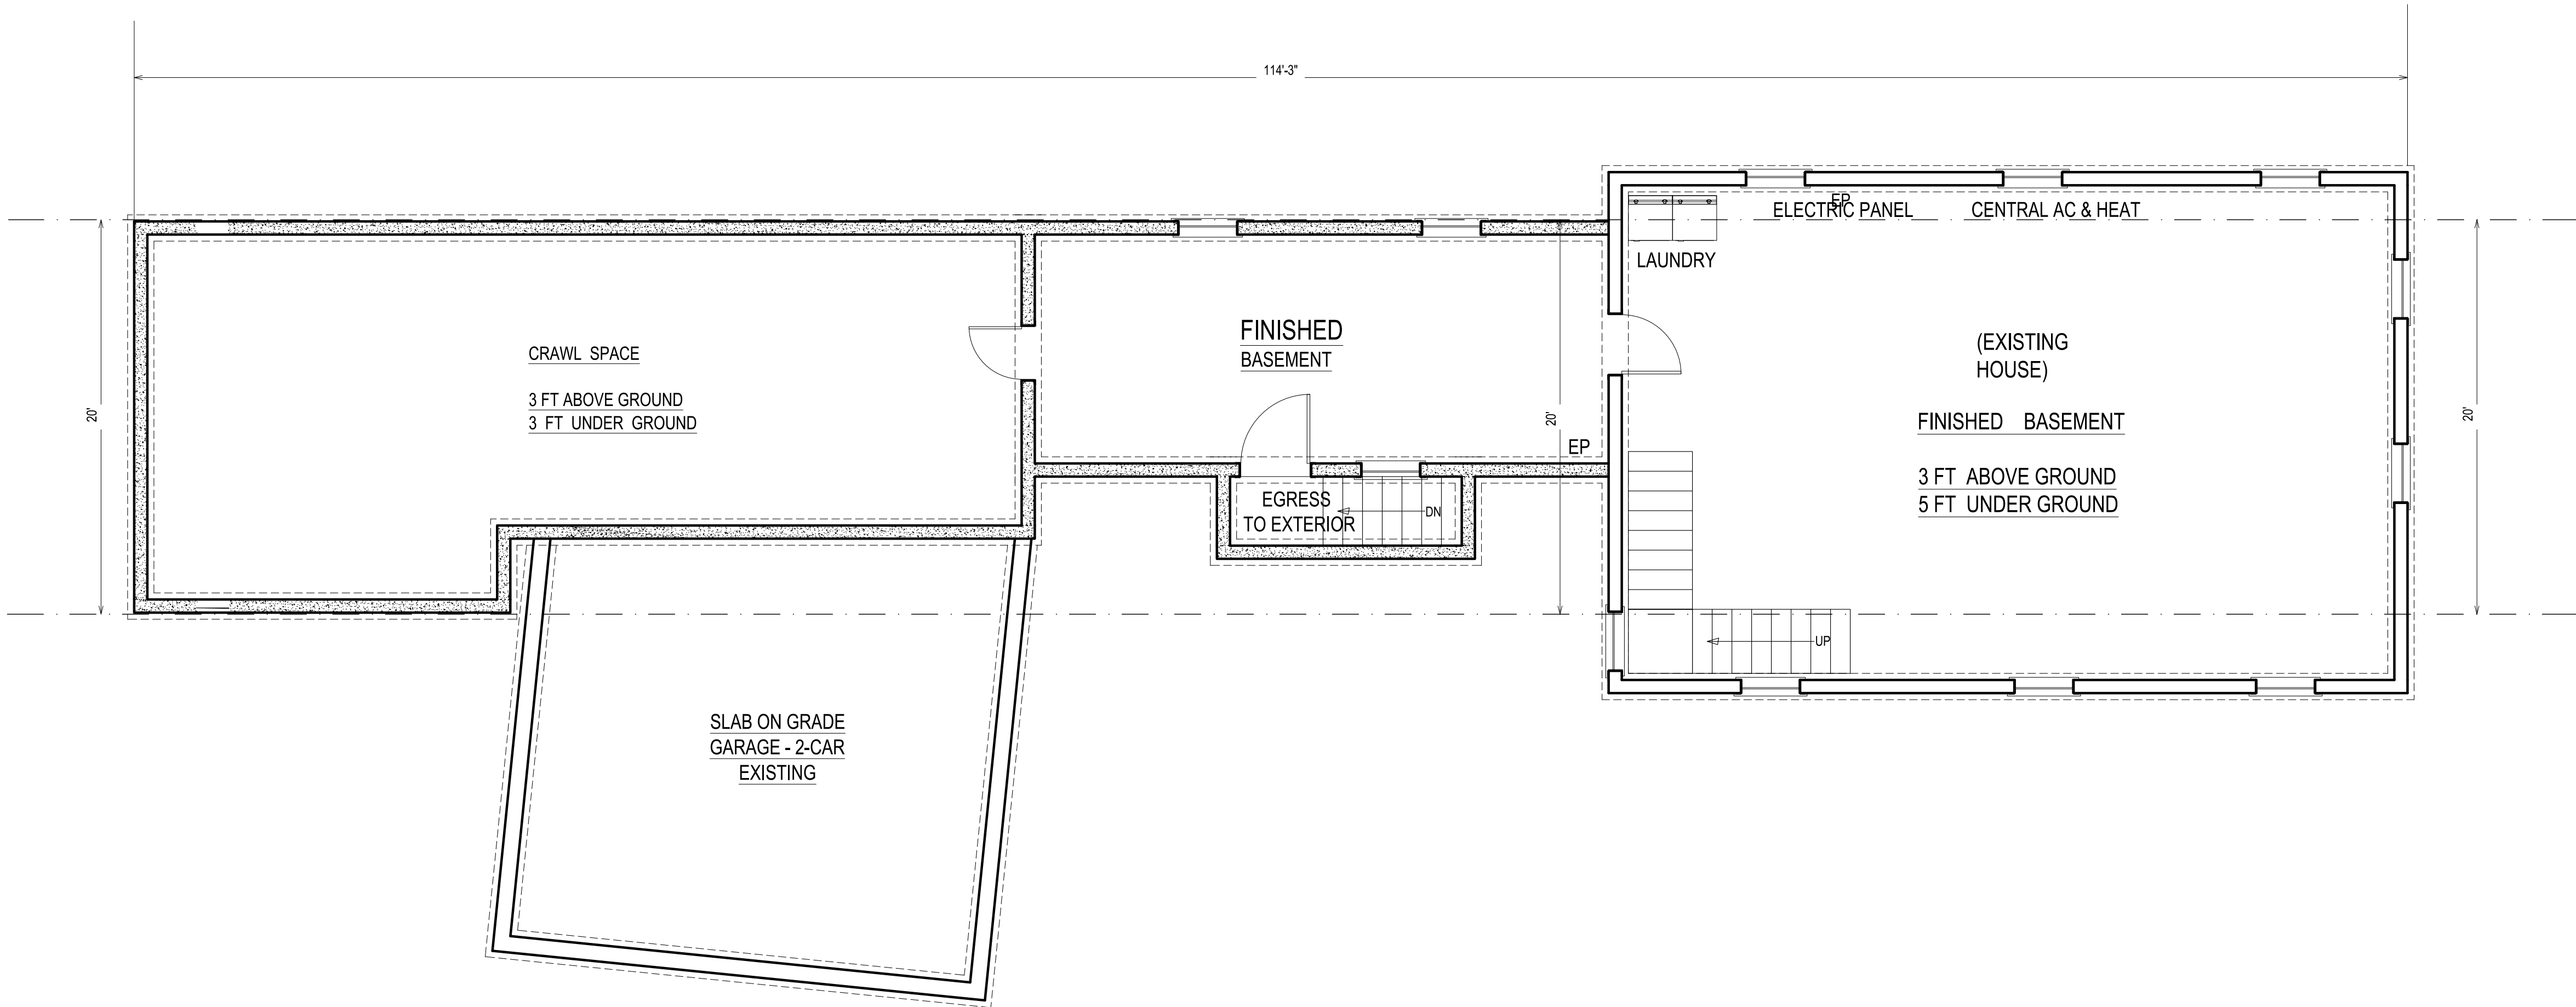 114'-3"
EP
ELECTRIC PANEL
CENTRAL AC & HEAT
LAUNDRY
20'
CRAWL SPACE
3 FT ABOVE GROUND
3 FT UNDER GROUND
FINISHED
BASEMENT
20'
EP
EGRESS
TO EXTERIOR
DN
(EXISTING
HOUSE)
FINISHED BASEMENT
3 FT ABOVE GROUND
5 FT UNDER GROUND
20'
UP
SLAB ON GRADE
GARAGE - 2-CAR
EXISTING